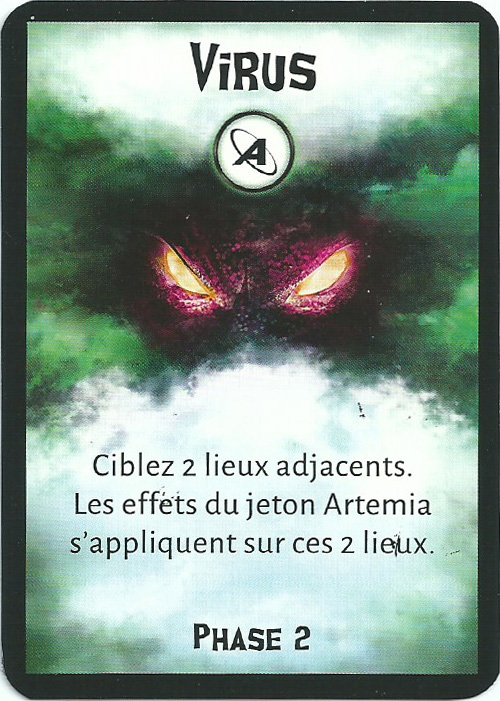 ViRUS
A
Ciblez 2 lieux adjacents.
Les effets du jeton Artemia
s'appliquent sur ces 2 lieux.
PHASE 2